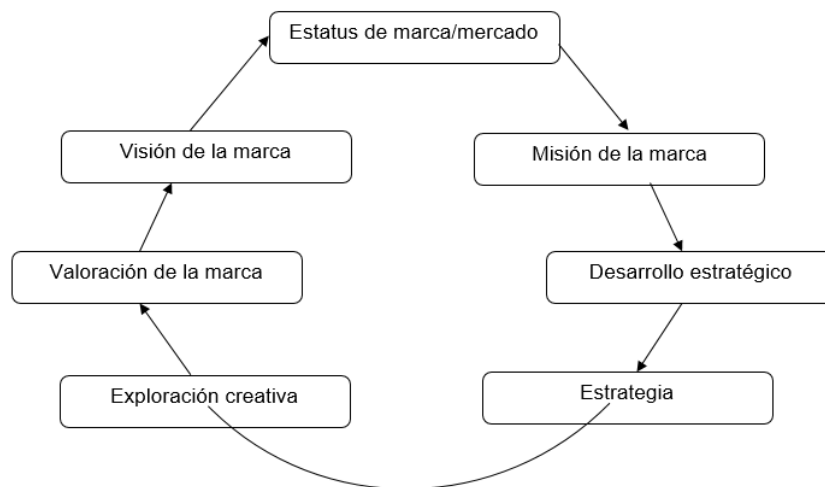 Estatus de marca/mercado
Visión de la marca
Misión de la marca
Valoración de la marca
Desarrollo estratégico
Exploración creativa
Estrategia